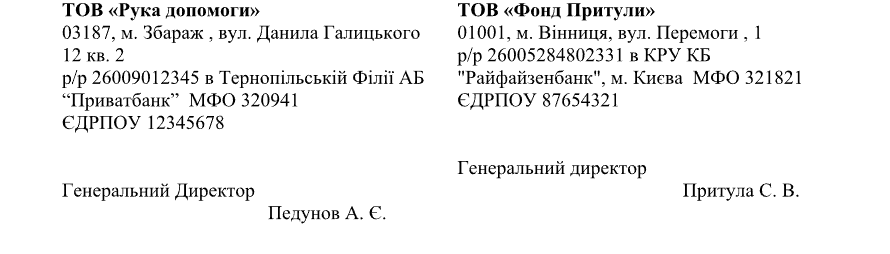 ТОВ «Рука допомоги»
03187, м. Збараж , вул. Данила Галицького
12 кв. 2
р/р 26009012345 в Тернопільській Філії АБ
“Приватбанк”  МФО 320941
ЄДРПОУ 12345678
Генеральний Директор
Педунов А. Є.
ТОВ «Фонд Притули»
01001, м. Вінниця, вул. Перемоги , 1
р/р 26005284802331 в КРУ КБ
"Райфайзенбанк", м. Києва  МФО 321821
ЄДРПОУ 87654321
Генеральний директор
Притула С. В.